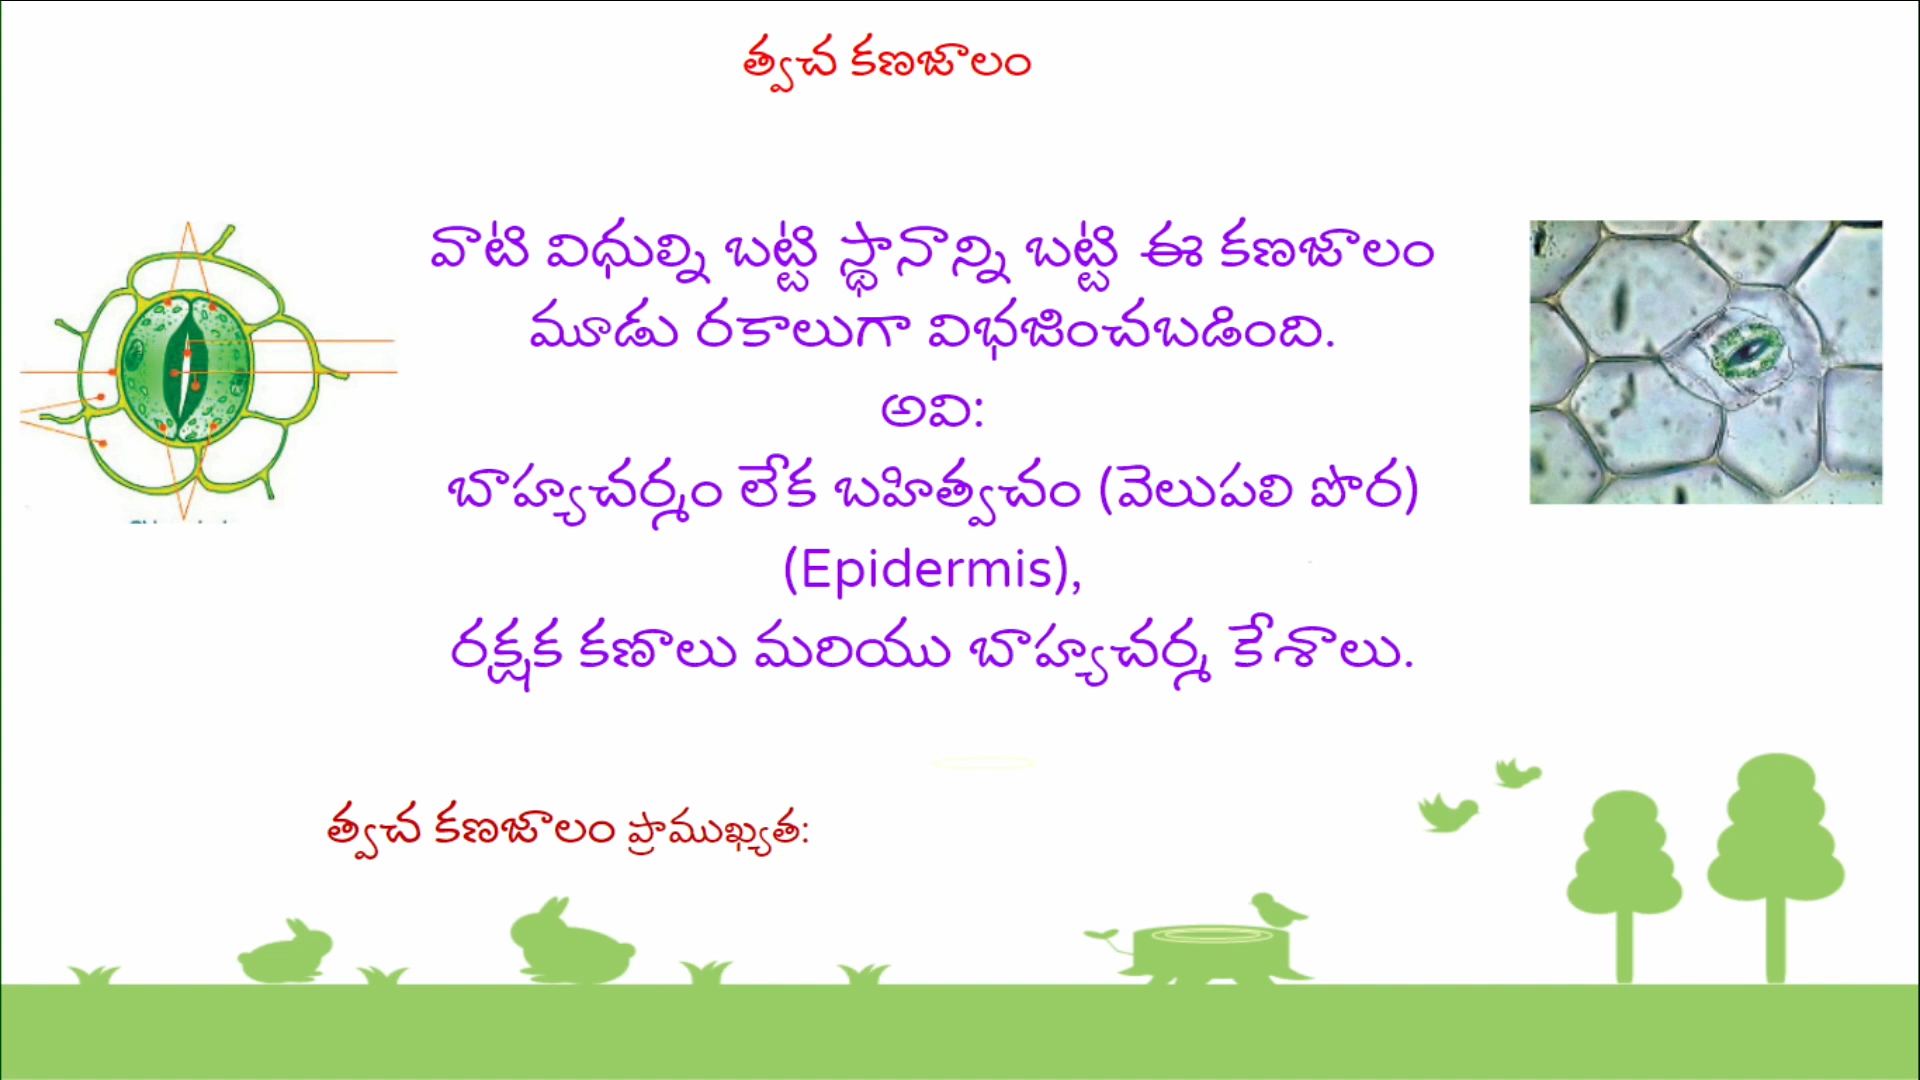 త్వచ కణజాలం
వాటి విధుల్ని బట్టి స్థానాన్ని బట్టి ఈ కణజాలం
మూడు రకాలుగా విభజించబడింది.
అవి:
బాహ్యచర్మం లేక బహిత్వచం (వెలుపలి పొర)
(Epidermis),
రక్షక కణాలు మరియు బాహ్యచర్మ కేశాలు.
త్వచ కణజాలం ప్రాముఖ్యత: